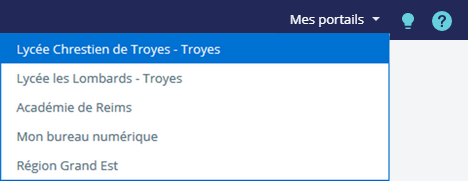 Mes portails
Lycée Chrestien de Troyes - Troyes
Lycée les Lombards - Troyes
Académie de Reims
Mon bureau numérique
Région Grand Est